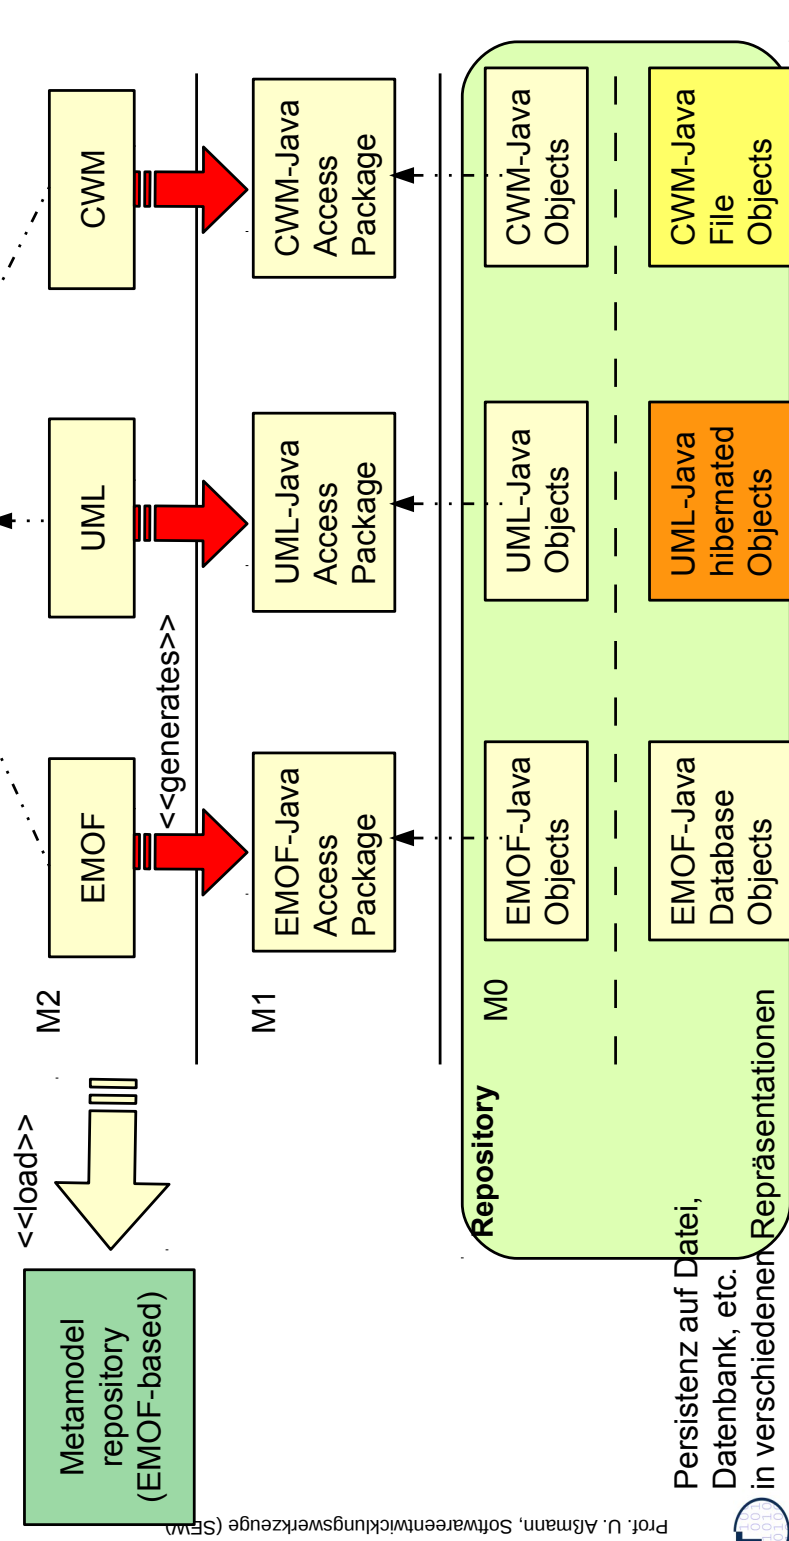 <<load>>
Metamodel
repository
(EMOF-based)
M2
EMOF
UML
CWM
<<generates>>
M1
EMOF-Java
Access
Package
UML-Java
Access
Package
CWM-Java
Access
Package
Repository
M0
EMOF-Java
Objects
UML-Java
Objects
CWM-Java
Objects
EMOF-Java
Database
Objects
UML-Java
hibernated
Objects
CWM-Java
File
Objects
Persistenz auf Datei,
Datenbank, etc.
in verschiedenen Repräsentationen
Prof. U. Aßmann, Softwareentwicklungswerkzeuge (SEW)